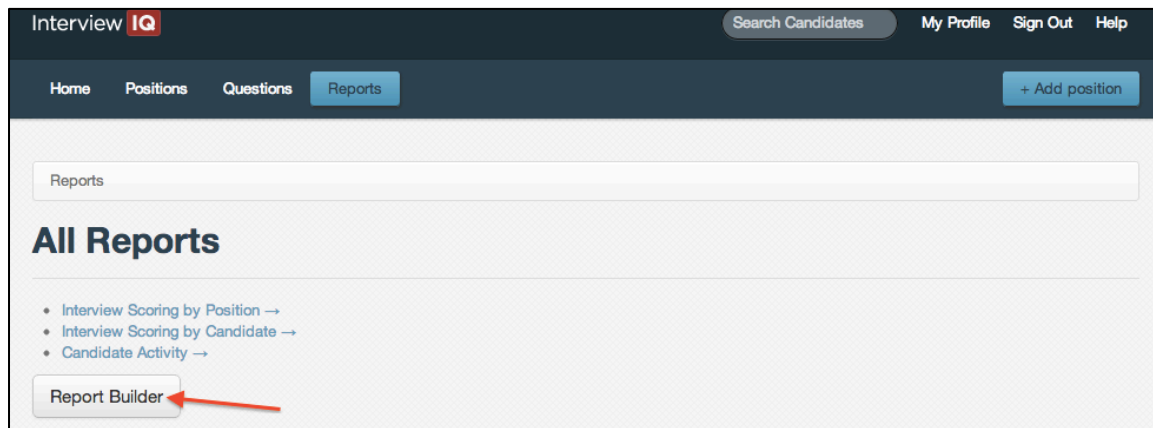 Interview IQ Search Candidates My Profile Sign Out Help
Home Positions Questions Reports + Add position
Reports
All Reports
• Interview Scoring by Position →
• Interview Scoring by Candidate →
• Candidate Activity →
Report Builder